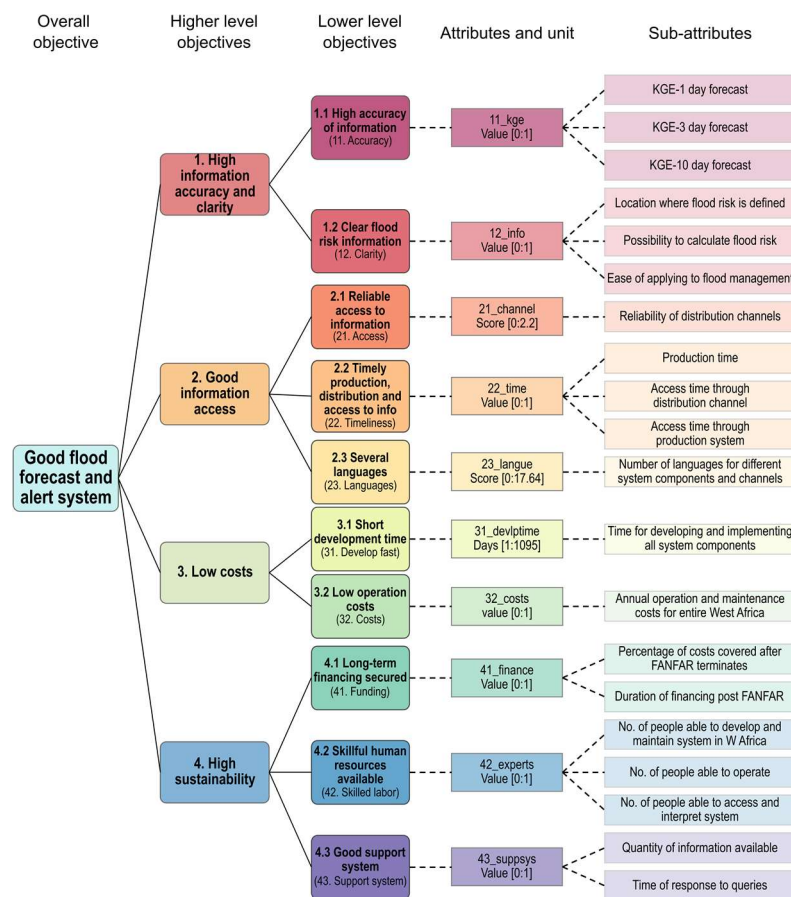 Overall
objective
Higher level
objectives
Lower level
objectives
Attributes and unit
Sub-attributes
Good flood
forecast and
alert system
1. High
information
accuracy and
clarity
2. Good
information
access
3. Low costs
4. High
sustainability
1.1 High accuracy
of information
(11. Accuracy)
1.2 Clear flood
risk information
(12. Clarity)
2.1 Reliable
access to
information
(21. Access)
2.2 Timely
production,
distribution and
access to info
(22. Timeliness)
2.3 Several
languages
(23. Languages)
3.1 Short
development time
(31. Develop fast)
3.2 Low operation
costs
(32. Costs)
4.1 Long-term
financing secured
(41. Funding)
4.2 Skillful human
resources
available
(42. Skilled labor)
4.3 Good support
system
(43. Support system)
11_kge
Value [0:1]
12_info
Value [0:1]
21_channel
Score [0:2.2]
22_time
Value [0:1]
23_langue
Score [0:17.64]
31_devlptime
Days [1:1095]
32_costs
value [0:1]
41_finance
Value [0:1]
42_experts
Value [0:1]
43_suppsys
Value [0:1]
KGE-1 day forecast
KGE-3 day forecast
KGE-10 day forecast
Location where flood risk is defined
Possibility to calculate flood risk
Ease of applying to flood management
Reliability of distribution channels
Production time
Access time through
distribution channel
Access time through
production system
Number of languages for different
system components and channels
Time for developing and implementing
all system components
Annual operation and maintenance
costs for entire West Africa
Percentage of costs covered after
FANFAR terminates
Duration of financing post FANFAR
No. of people able to develop and
maintain system in W Africa
No. of people able to operate
No. of people able to access and
interpret system
Quantity of information available
Time of response to queries